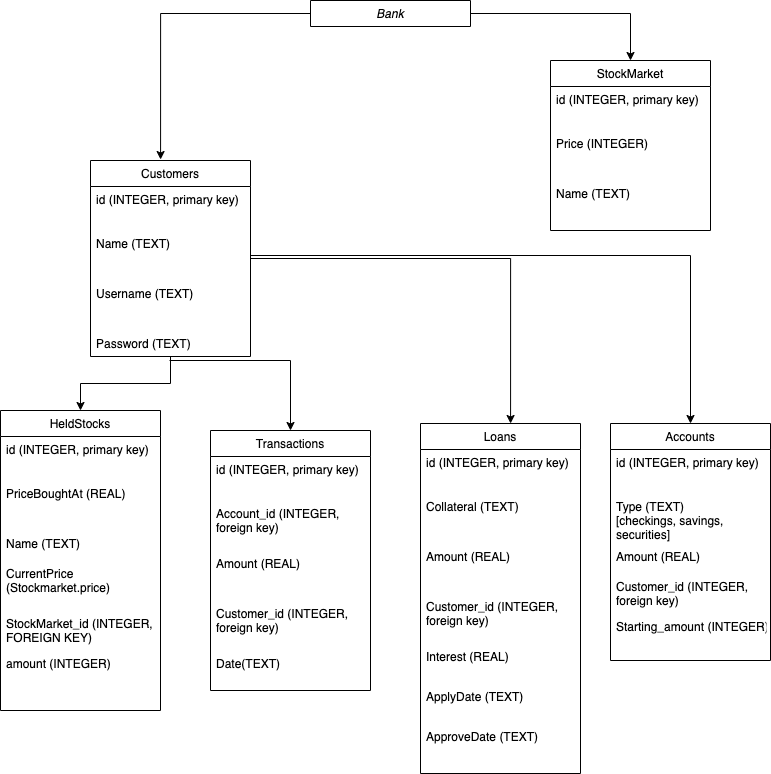 Bank
StockMarket
id (INTEGER, primary key)
Price (INTEGER)
Name (TEXT)
Customers
id (INTEGER, primary key)
Name (TEXT)
Username (TEXT)
Password (TEXT)
HeldStocks
id (INTEGER, primary key)
PriceBoughtAt (REAL)
Name (TEXT)
CurrentPrice
(Stockmarket.price)
StockMarket_id (INTEGER,
FOREIGN KEY)
amount (INTEGER)
Transactions
id (INTEGER, primary key)
Account_id (INTEGER,
foreign key)
Amount (REAL)
Customer_id (INTEGER,
foreign key)
Date(TEXT)
Loans
id (INTEGER, primary key)
Collateral (TEXT)
Amount (REAL)
Customer_id (INTEGER,
foreign key)
Interest (REAL)
ApplyDate (TEXT)
ApproveDate (TEXT)
Accounts
id (INTEGER, primary key)
Type (TEXT)
[checkings, savings,
securities]
Amount (REAL)
Customer_id (INTEGER,
foreign key)
Starting_amount (INTEGER)